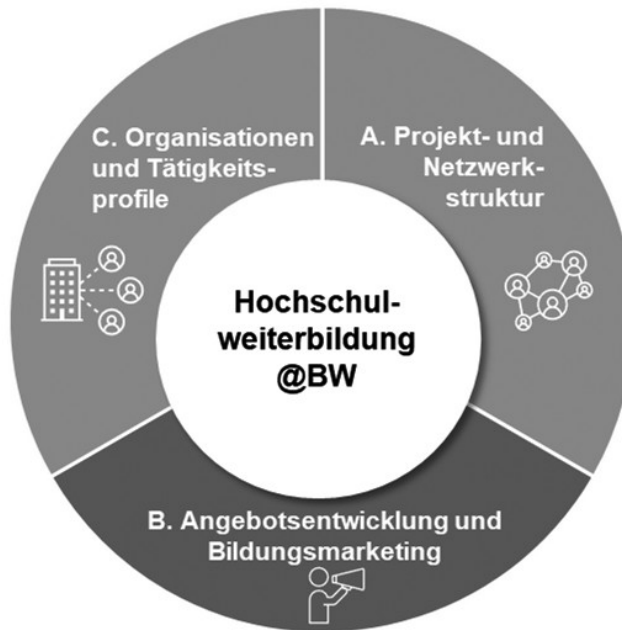 C. Organisationen
und Tätigkeits-
profile
A. Projekt- und
Netzwerk-
struktur
Hochschul-
weiterbildung
@BW
B. Angebotsentwicklung und
Bildungsmarketing